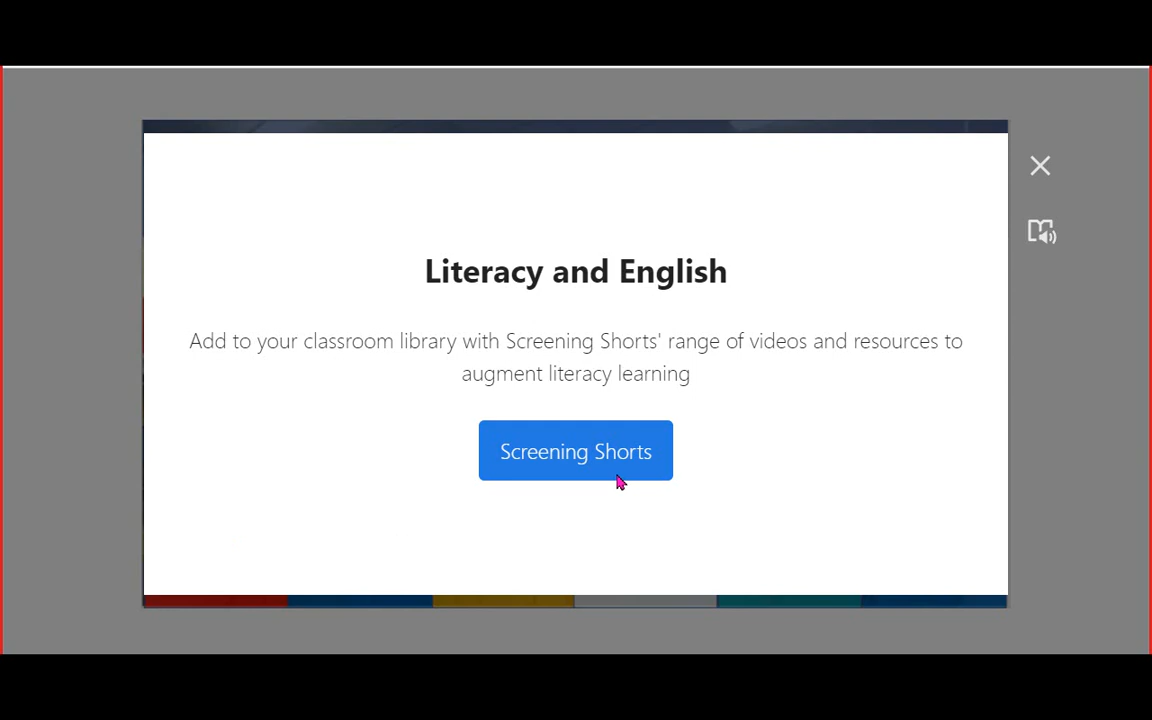 Literacy and English
Add to your classroom library with Screening Shorts' range of videos and resources to
augment literacy learning
Screening Shorts